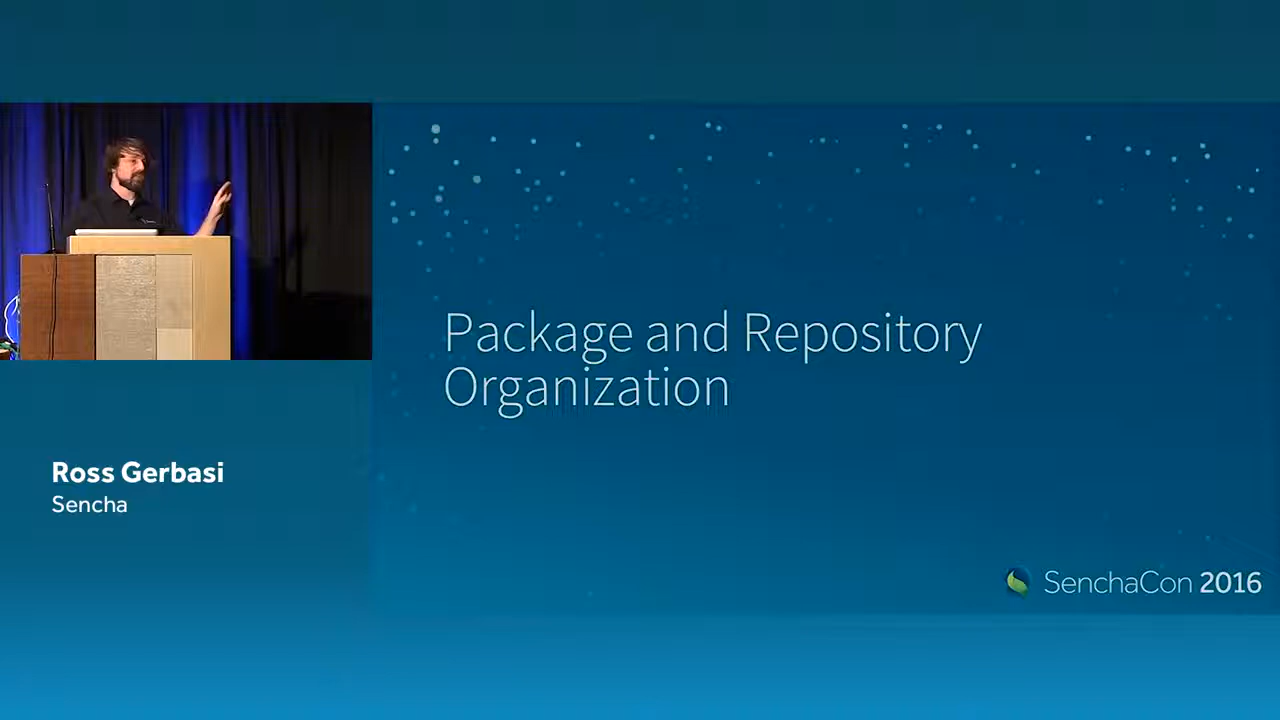 Package and Repository
Organization
Ross Gerbasi
Sencha
SenchaCon 2016